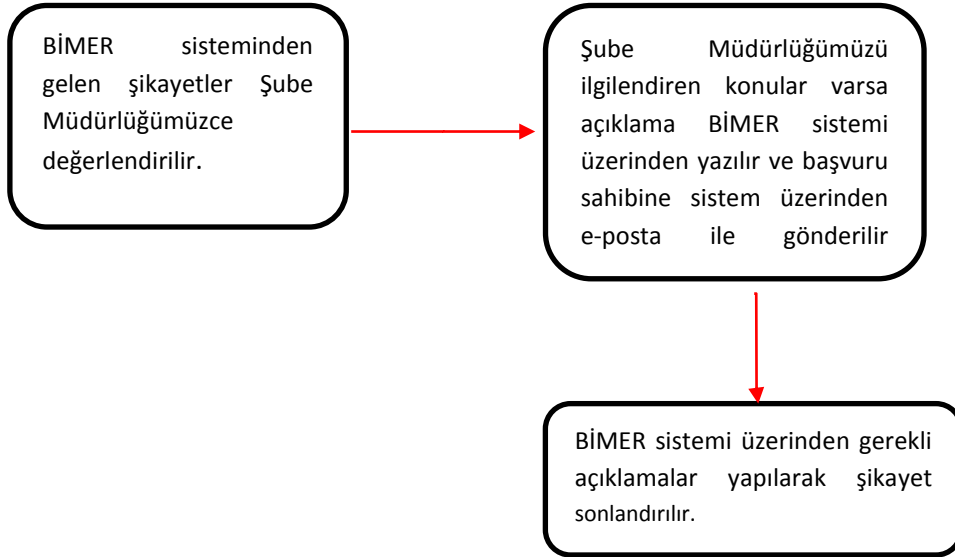 BİMER sisteminden
gelen şikayetler Şube
Müdürlüğümüzce
değerlendirilir.
Şube Müdürlüğümüzü
ilgilendiren konular varsa
açıklama BİMER sistemi
üzerinden yazılır ve başvuru
sahibine sistem üzerinden
e-posta ile gönderilir
BİMER sistemi üzerinden gerekli
açıklamalar yapılarak şikayet
sonlandırılır.